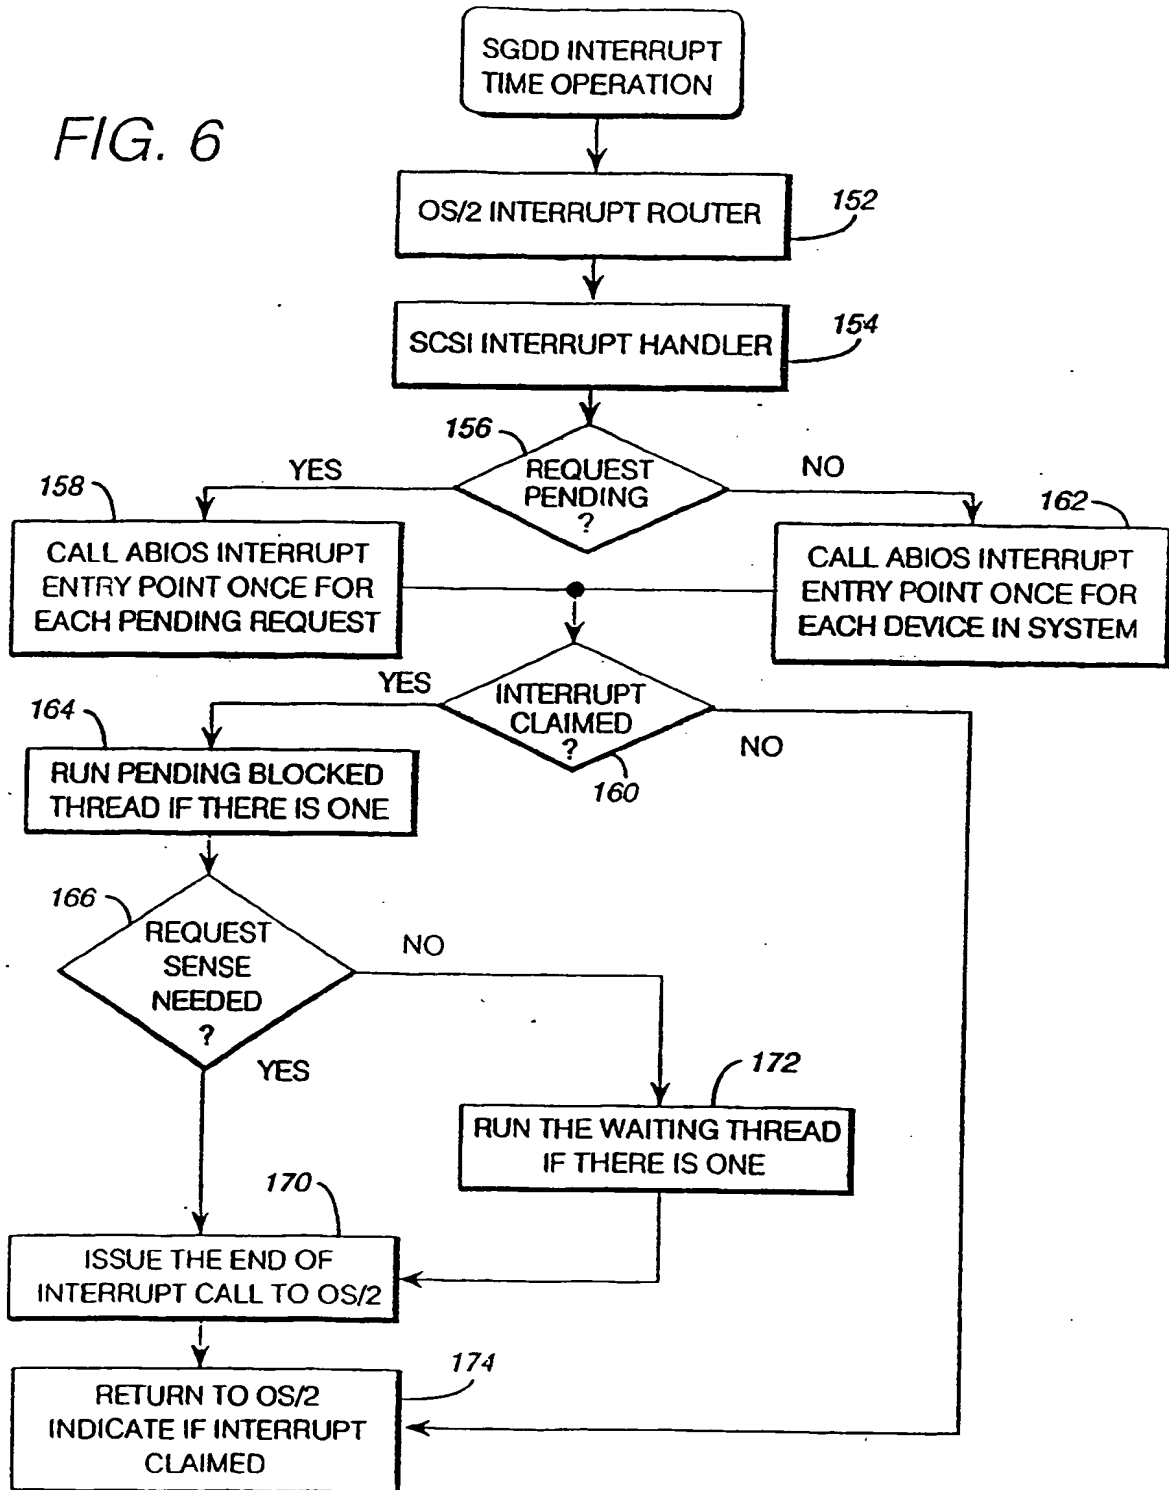 SGDD INTERRUPT
TIME OPERATION
FIG. 6
OS/2 INTERRUPT ROUTER
152
SCSI INTERRUPT HANDLER
154
156
REQUEST
PENDING
?
YES
NO
158
CALL ABIOS INTERRUPT
ENTRY POINT ONCE FOR
EACH PENDING REQUEST
162
CALL ABIOS INTERRUPT
ENTRY POINT ONCE FOR
EACH DEVICE IN SYSTEM
YES
INTERRUPT
CLAIMED
?
NO
160
164
RUN PENDING BLOCKED
THREAD IF THERE IS ONE
166
REQUEST
SENSE
NEEDED
?
NO
YES
172
RUN THE WAITING THREAD
IF THERE IS ONE
170
ISSUE THE END OF
INTERRUPT CALL TO OS/2
174
RETURN TO OS/2
INDICATE IF INTERRUPT
CLAIMED